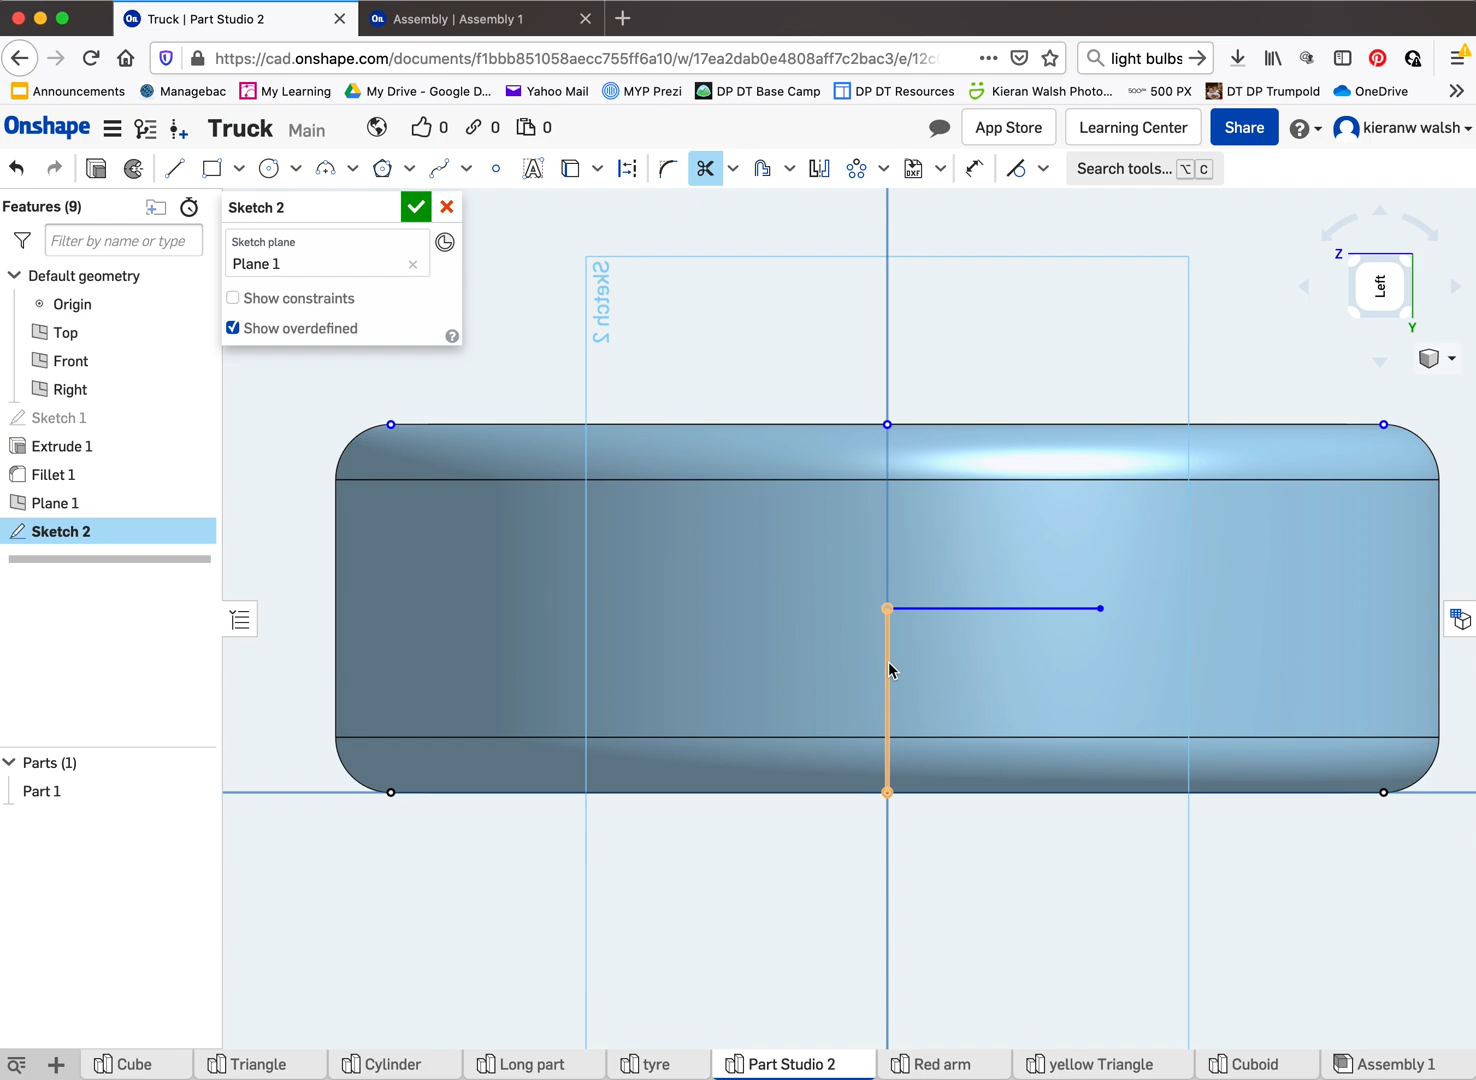 Truck | Part Studio 2
Assembly | Assembly 1
https://cad.onshape.com/documents/f1bbb851058aecc755ff6a10/w/17ea2dab0e4808aff7c2bac3/e/12c
light bulbs
Announcements
Managebac
My Learning
My Drive - Google D...
Yahoo Mail
MYP Prezi
DP DT Base Camp
DP DT Resources
Kieran Walsh Photo...
500 PX
DT DP Trumpold
OneDrive
Onshape
Truck Main
0
0
0
App Store
Learning Center
Share
kieranw walsh
DXF
Search tools... ⌥ C
Features (9)
Filter by name or type
Default geometry
Origin
Top
Front
Right
Sketch 1
Extrude 1
Fillet 1
Plane 1
Sketch 2
Parts (1)
Part 1
Sketch 2
Sketch plane
Plane 1
Show constraints
Show overdefined
Sketch 2
Z
Left
Y
Cube
Triangle
Cylinder
Long part
tyre
Part Studio 2
Red arm
yellow Triangle
Cuboid
Assembly 1